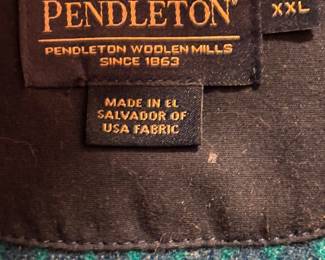 PENDLETON®
XXL
PENDLETON WOOLEN MILLS
SINCE 1863
MADE IN EL
SALVADOR OF
USA FABRIC